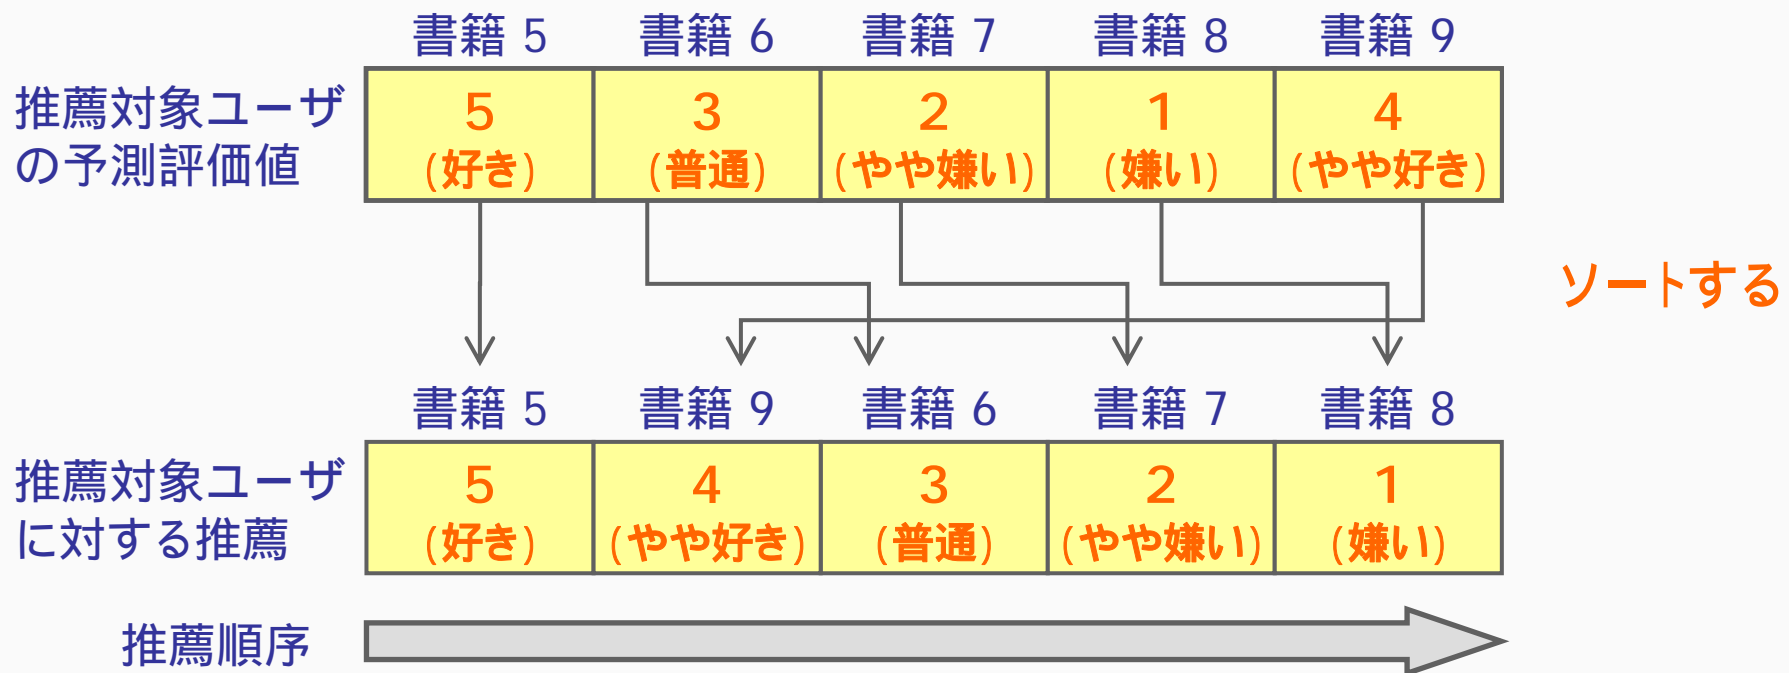 書籍 5 書籍 6 書籍 7 書籍 8 書籍 9
推薦対象ユーザ
の予測評価値
5 3 2 1 4
(好き) (普通) (やや嫌い) (嫌い) (やや好き)
ソートする
書籍 5 書籍 9 書籍 6 書籍 7 書籍 8
推薦対象ユーザ
に対する推薦
5 4 3 2 1
(好き) (やや好き) (普通) (やや嫌い) (嫌い)
推薦順序